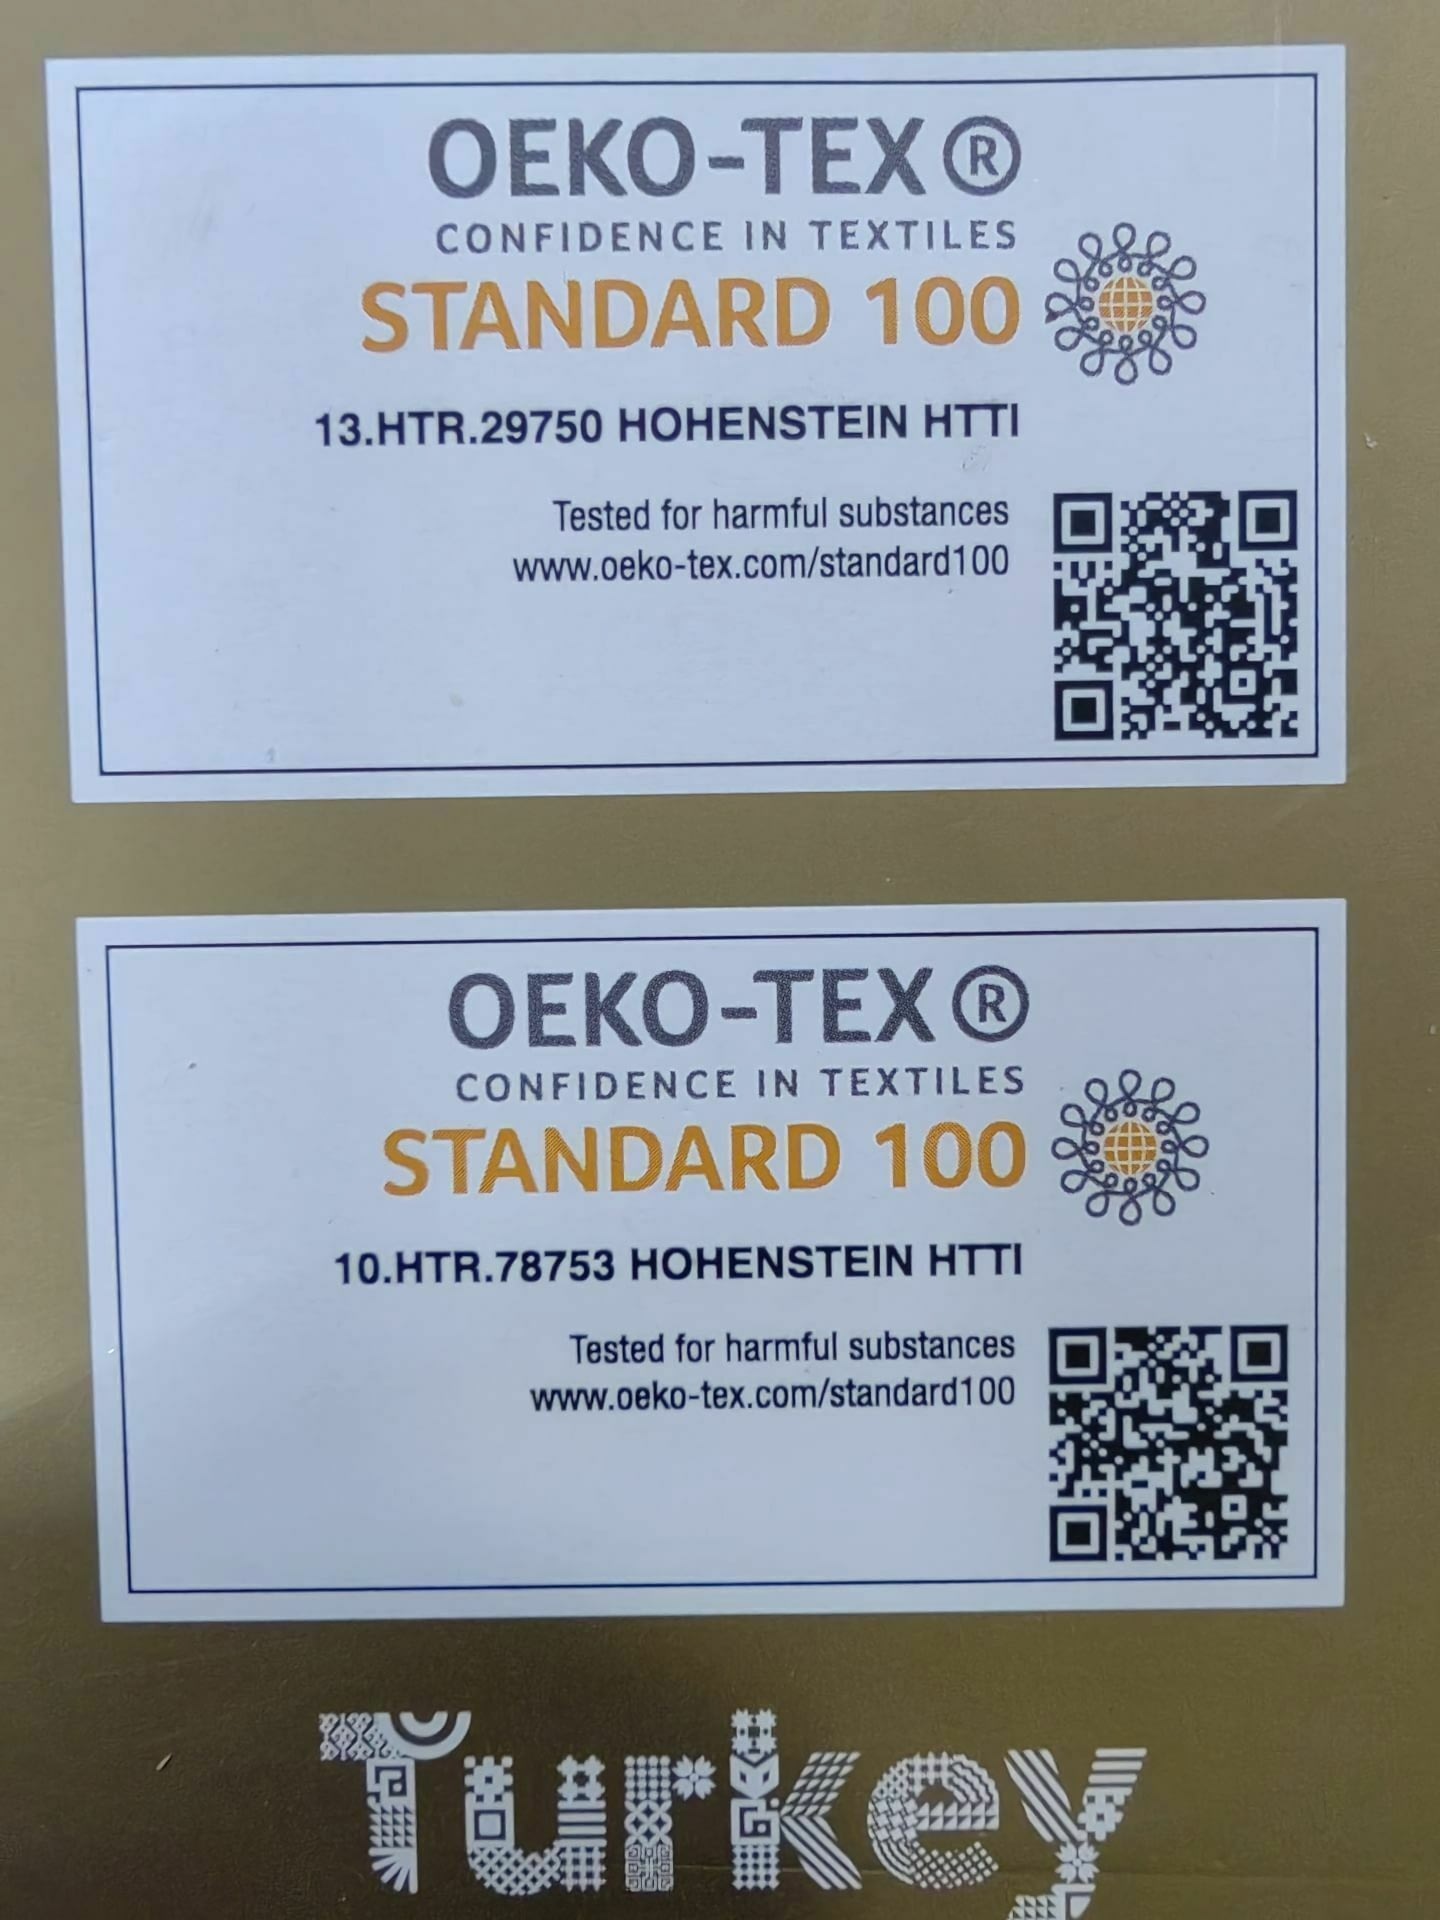 OEKO-TEX®
CONFIDENCE IN TEXTILES
STANDARD 100
13.HTR.29750 HOHENSTEIN HTTI
Tested for harmful substances
www.oeko-tex.com/standard100
OEKO-TEX®
CONFIDENCE IN TEXTILES
STANDARD 100
10.HTR.78753 HOHENSTEIN HTTI
Tested for harmful substances
www.oeko-tex.com/standard100
Turkey